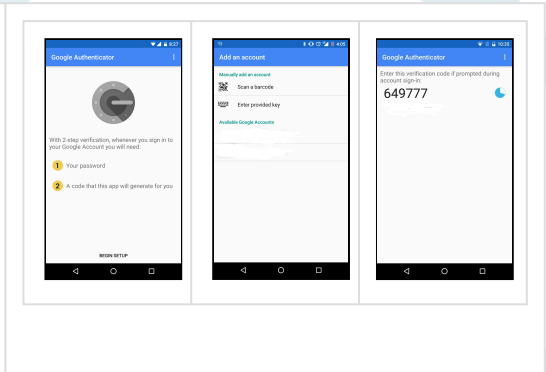 9:27
Google Authenticator
With 2-step verification, whenever you sign in to
your Google Account you will need:
1 Your password
2 A code that this app will generate for you
BEGIN SETUP
4:05
Add an account
Manually add an account
Scan a barcode
Enter provided key
Available Google Accounts
10:20
Google Authenticator
Enter this verification code if prompted during
account sign-in:
649777